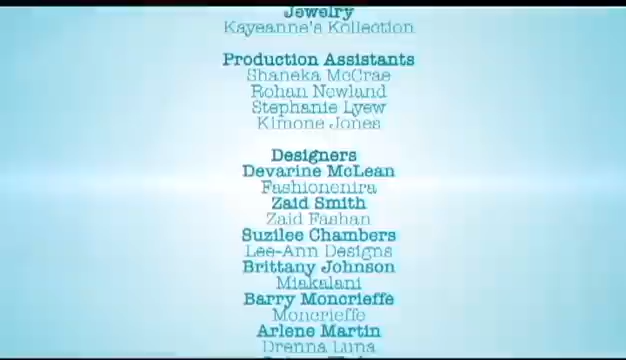 Jewelry
Kayeanne's Kollection
Production Assistants
Shaneka McCrae
Rohan Newland
Stephanie Lyew
Kimone Jones
Designers
Devarine McLean
Fashionenira
Zaid Smith
Zaid Fashan
Suzilee Chambers
Lee-Ann Designs
Brittany Johnson
Miakalani
Barry Moncrieffe
Moncrieffe
Arlene Martin
Drenna Luna